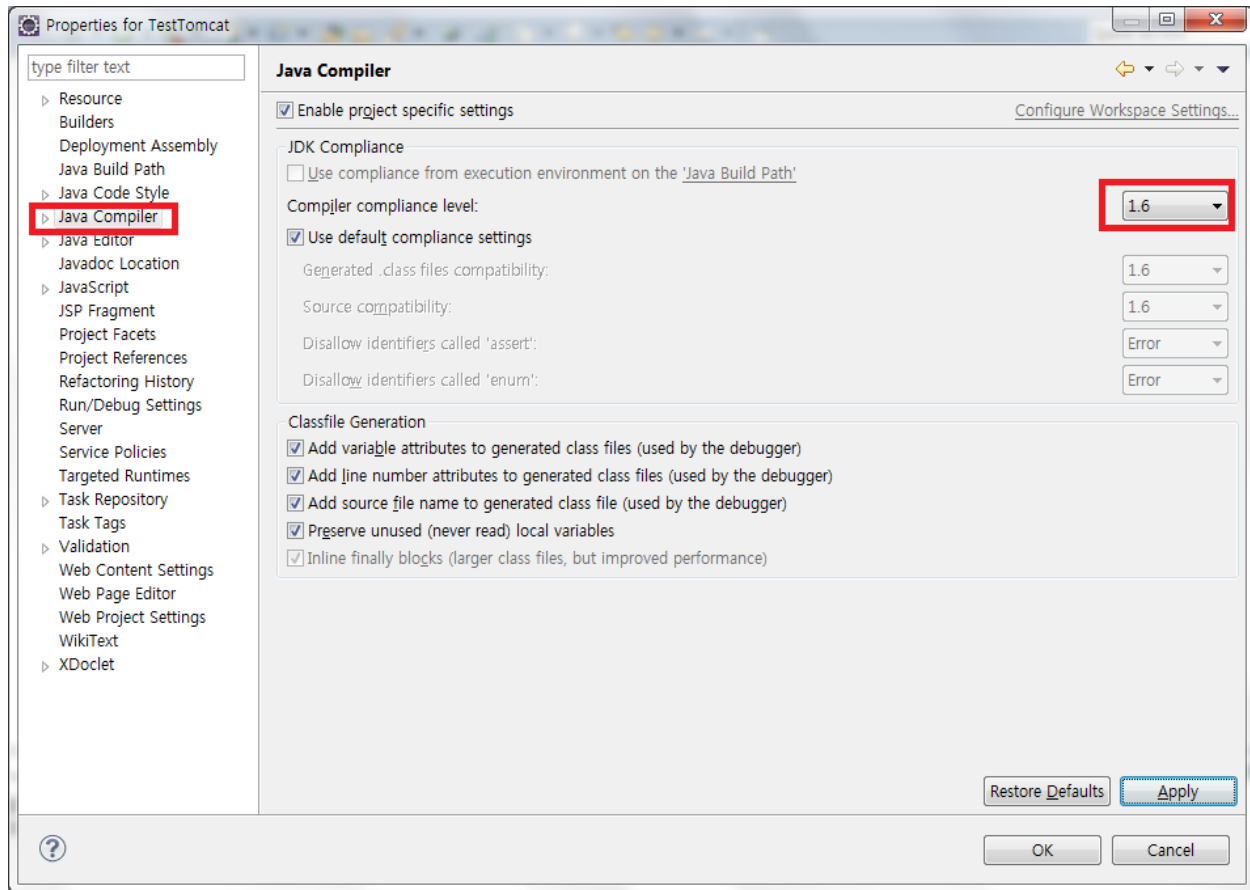 Properties for TestTomcat
type filter text
Resource
Builders
Deployment Assembly
Java Build Path
Java Code Style
Java Compiler
Java Editor
Javadoc Location
JavaScript
JSP Fragment
Project Facets
Project References
Refactoring History
Run/Debug Settings
Server
Service Policies
Targeted Runtimes
Task Repository
Task Tags
Validation
Web Content Settings
Web Page Editor
Web Project Settings
WikiText
XDoclet
Java Compiler
Enable project specific settings
Configure Workspace Settings...
JDK Compliance
Use compliance from execution environment on the 'Java Build Path'
Compiler compliance level: 1.6
Use default compliance settings
Generated .class files compatibility: 1.6
Source compatibility: 1.6
Disallow identifiers called 'assert': Error
Disallow identifiers called 'enum': Error
Classfile Generation
Add variable attributes to generated class files (used by the debugger)
Add line number attributes to generated class files (used by the debugger)
Add source file name to generated class file (used by the debugger)
Preserve unused (never read) local variables
Inline finally blocks (larger class files, but improved performance)
Restore Defaults
Apply
?
OK
Cancel